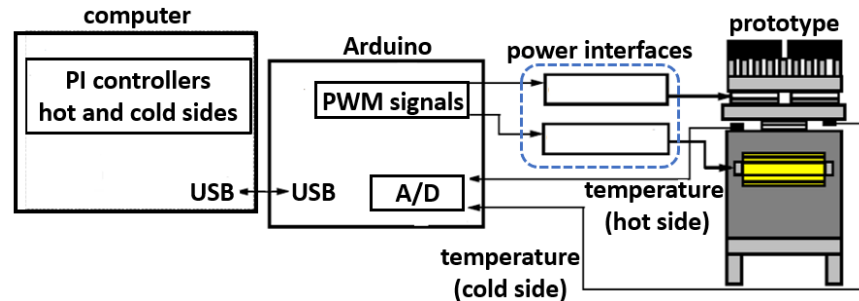 computer
PI controllers
hot and cold sides
USB
Arduino
PWM signals
USB
A/D
power interfaces
prototype
temperature
(hot side)
temperature
(cold side)